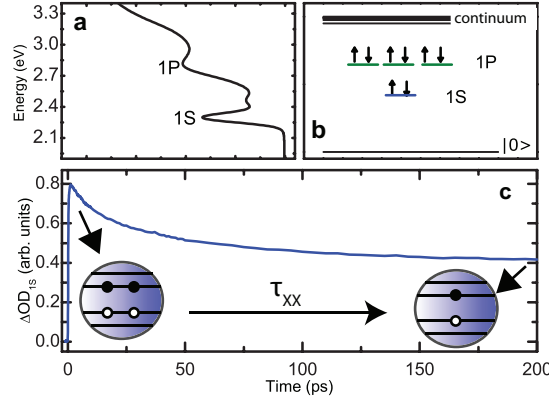 3.3
3.0
2.7
2.4
2.1
Energy (eV)
a
1P
1S
continuum
1P
1S
b
|0>
0.8
0.6
0.4
0.2
0.0
ΔOD1S (arb. units)
c
τXX
0
50
100
150
200
Time (ps)